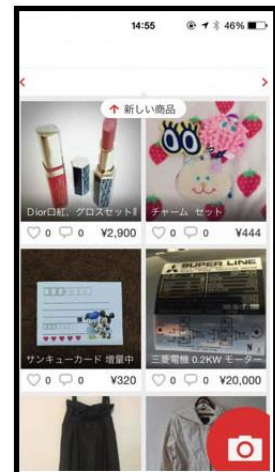 14:55 46%
新しい商品
Dior口紅、グロスセット
チャーム セット
0 0 ¥2,900
0 0 ¥444
SUPER LINE
サンキューカード 増量中
三菱電機 0.2KW モーター
0 0 ¥320
0 0 ¥20,000